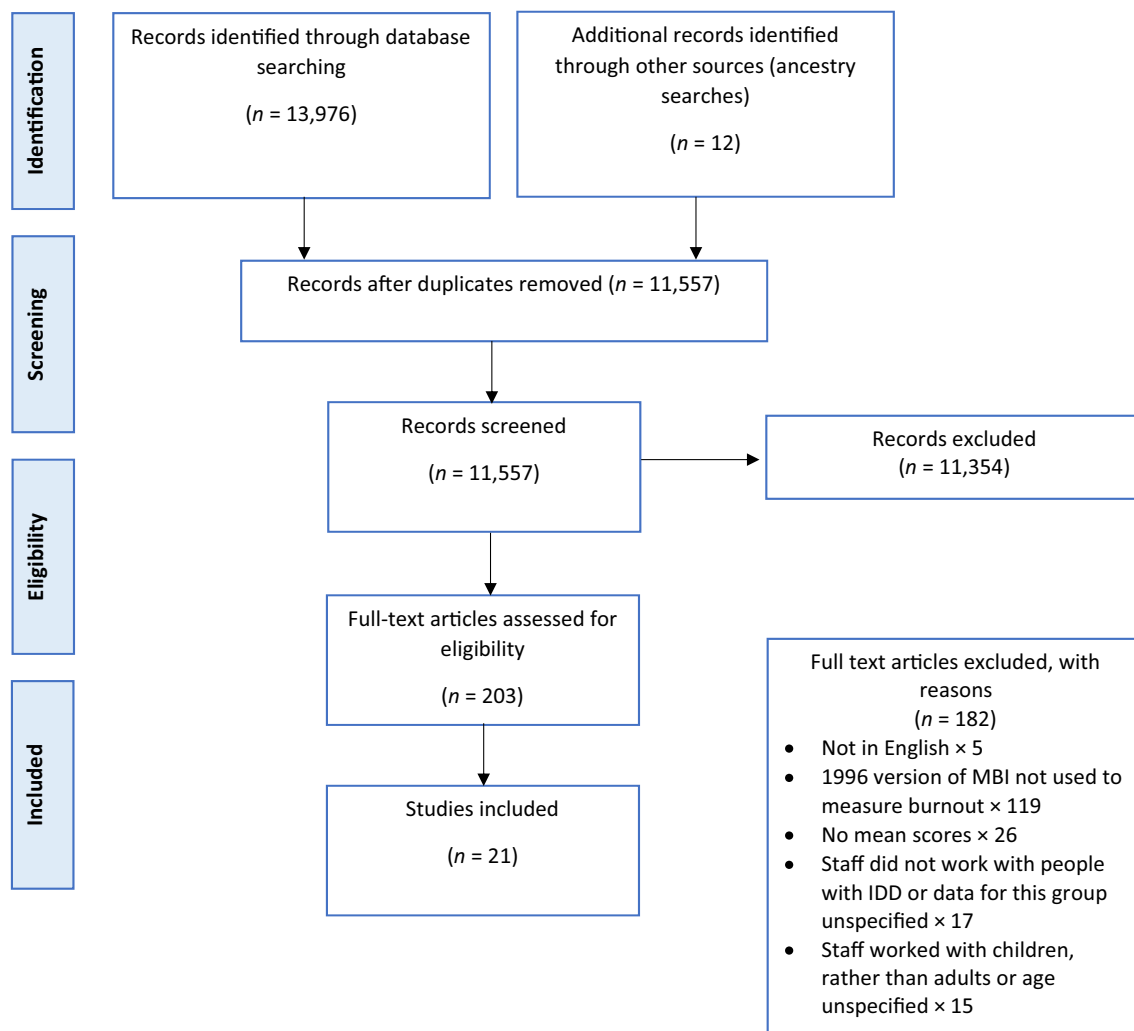 Identification
Records identified through database
searching
(n = 13,976)
Additional records identified
through other sources (ancestry
searches)
(n = 12)
Screening
Records after duplicates removed (n = 11,557)
Records screened
(n = 11,557)
Records excluded
(n = 11,354)
Eligibility
Full-text articles assessed for
eligibility
(n = 203)
Full text articles excluded, with
reasons
(n = 182)
• Not in English × 5
• 1996 version of MBI not used to
measure burnout × 119
• No mean scores × 26
• Staff did not work with people
with IDD or data for this group
unspecified × 17
• Staff worked with children,
rather than adults or age
unspecified × 15
Included
Studies included
(n = 21)